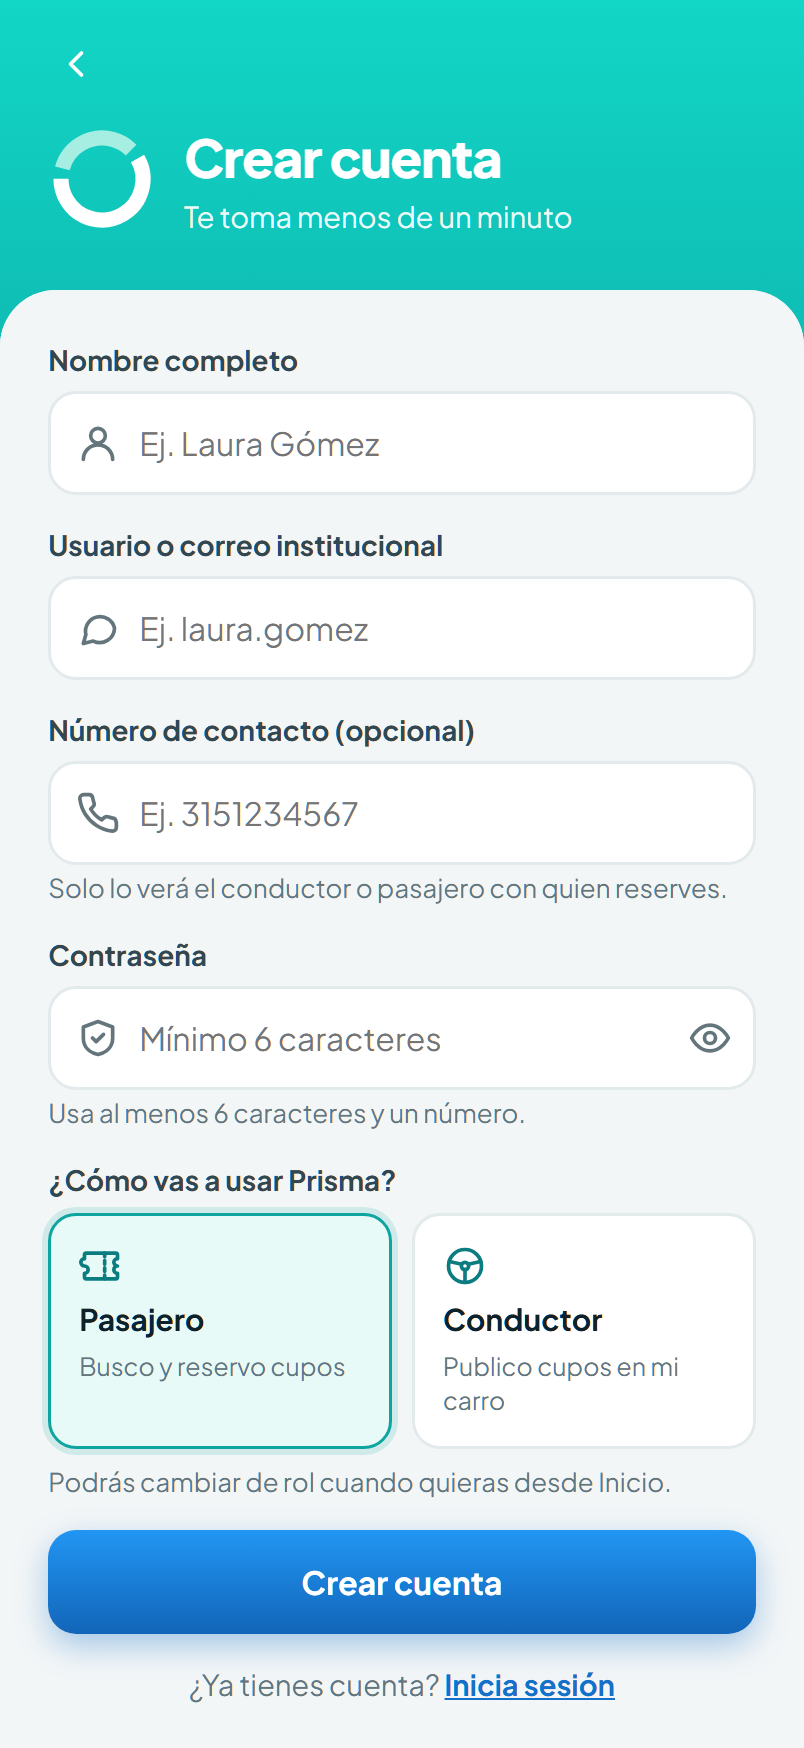 Crear cuenta
Te toma menos de un minuto
Nombre completo
Ej. Laura Gómez
Usuario o correo institucional
Ej. laura.gomez
Número de contacto (opcional)
Ej. 3151234567
Solo lo verá el conductor o pasajero con quien reserves.
Contraseña
Mínimo 6 caracteres
Usa al menos 6 caracteres y un número.
¿Cómo vas a usar Prisma?
Pasajero
Busco y reservo cupos
Conductor
Publico cupos en mi
carro
Podrás cambiar de rol cuando quieras desde Inicio.
Crear cuenta
¿Ya tienes cuenta? Inicia sesión